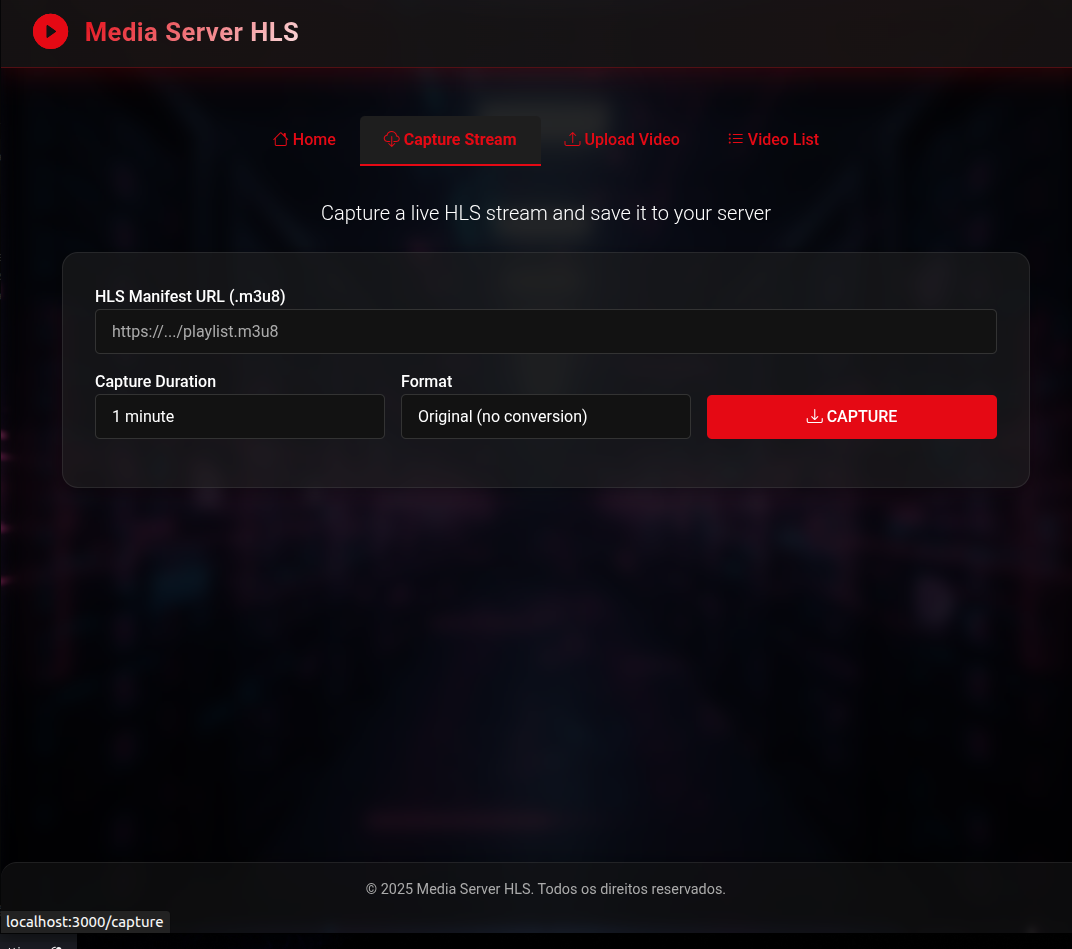 Media Server HLS
Home Capture Stream Upload Video Video List
Capture a live HLS stream and save it to your server
HLS Manifest URL (.m3u8)
https://.../playlist.m3u8
Capture Duration Format
1 minute Original (no conversion) CAPTURE
© 2025 Media Server HLS. Todos os direitos reservados.
localhost:3000/capture